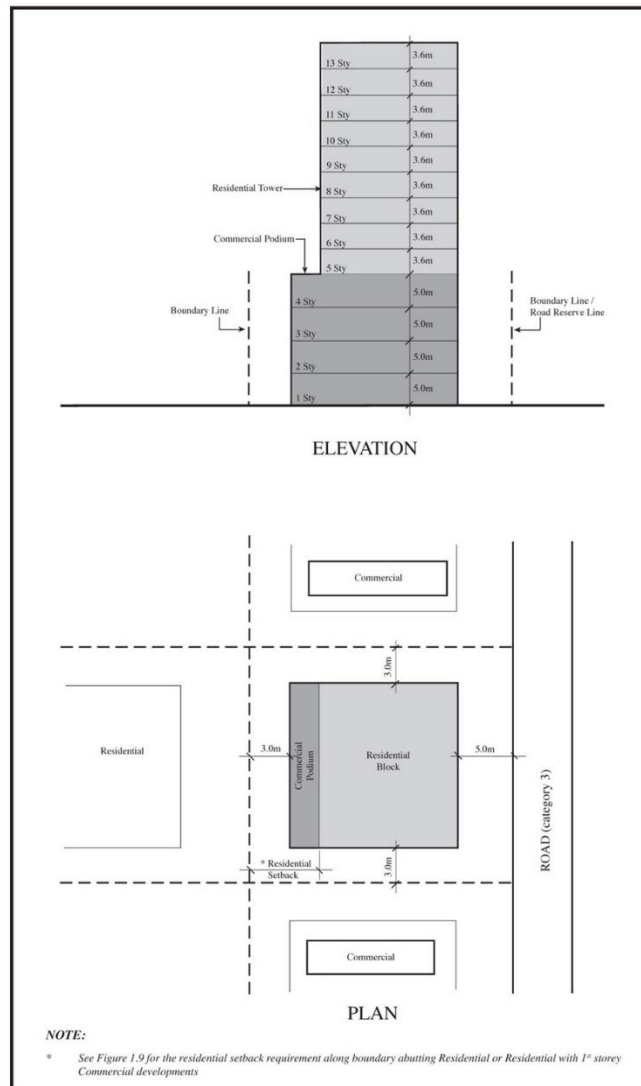 13 Sty
3.6m
12 Sty
3.6m
11 Sty
3.6m
10 Sty
3.6m
9 Sty
3.6m
Residential Tower
8 Sty
3.6m
7 Sty
3.6m
Commercial Podium
6 Sty
3.6m
5 Sty
3.6m
4 Sty
5.0m
Boundary Line
Boundary Line /
Road Reserve Line
3 Sty
5.0m
2 Sty
5.0m
1 Sty
5.0m
ELEVATION
Commercial
3.0m
Residential
3.0m
Commercial
Podium
Residential
Block
5.0m
ROAD (category 3)
* Residential
Setback
3.0m
Commercial
PLAN
NOTE:
* See Figure 1.9 for the residential setback requirement along boundary abutting Residential or Residential with 1st storey
Commercial developments